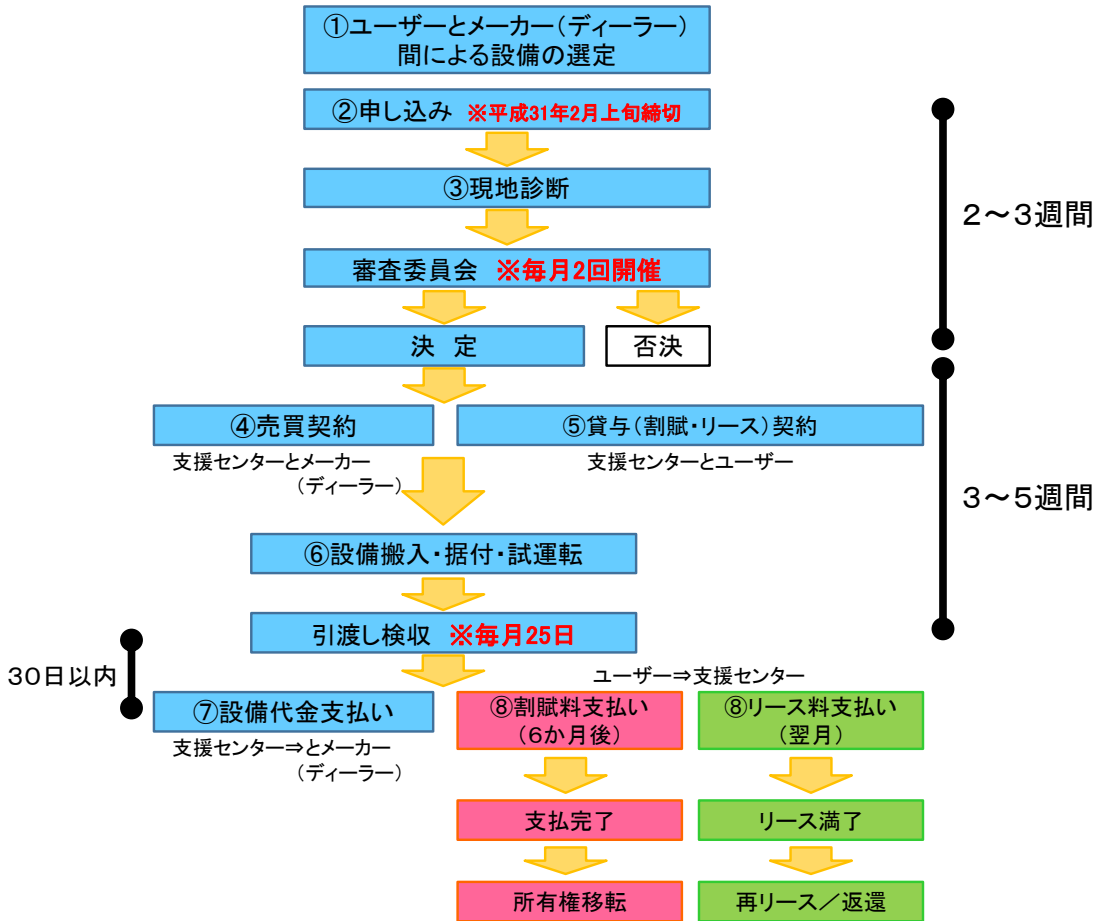 ①ユーザーとメーカー(ディーラー)
間による設備の選定
②申し込み ※平成31年2月上旬締切
③現地診断
2～3週間
審査委員会 ※毎月2回開催
決 定
否決
④売買契約
⑤貸与(割賦・リース)契約
支援センターとメーカー
(ディーラー)
支援センターとユーザー
3～5週間
⑥設備搬入・据付・試運転
引渡し検収 ※毎月25日
30日以内
ユーザー⇒支援センター
⑦設備代金支払い
支援センター⇒とメーカー
(ディーラー)
⑧割賦料支払い
(6か月後)
⑧リース料支払い
(翌月)
支払完了
リース満了
所有権移転
再リース／返還